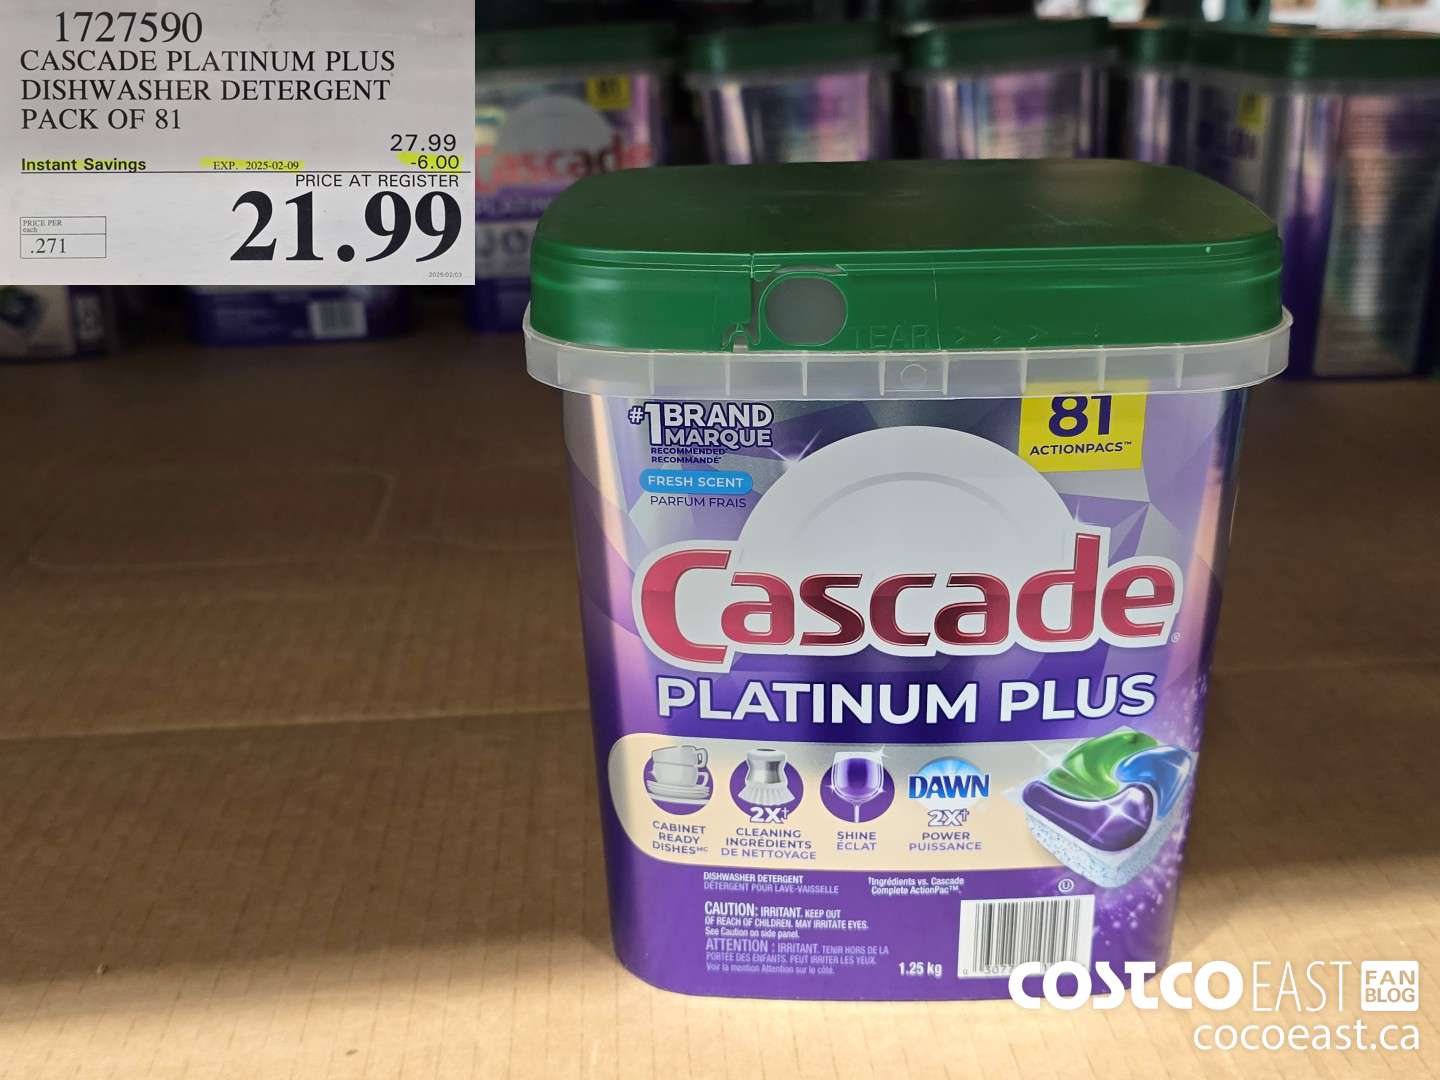 1727590
CASCADE PLATINUM PLUS
DISHWASHER DETERGENT
PACK OF 81
27.99
Instant Savings EXP. 2025-02-09 -6.00
PRICE AT REGISTER
21.99
PRICE PER
each
.271
2025/02/03
TEAR > > >
#1 BRAND
MARQUE
RECOMMENDED*
RECOMMANDÉ*
FRESH SCENT
PARFUM FRAIS
81
ACTIONPACS™
Cascade®
PLATINUM PLUS
CABINET
READY
DISHESMC
2X†
CLEANING
INGRÉDIENTS
DE NETTOYAGE
SHINE
ÉCLAT
DAWN
2X†
POWER
PUISSANCE
DISHWASHER DETERGENT
DÉTERGENT POUR LAVE-VAISSELLE
†Ingrédients vs. Cascade
Complete ActionPac™.
CAUTION: IRRITANT. KEEP OUT
OF REACH OF CHILDREN. MAY IRRITATE EYES.
See Caution on side panel.
ATTENTION : IRRITANT. TENIR HORS DE LA
PORTÉE DES ENFANTS. PEUT IRRITER LES YEUX.
Voir la mention Attention sur le côté.
1.25 kg
COSTCO EAST FAN
BLOG
cocoeast.ca